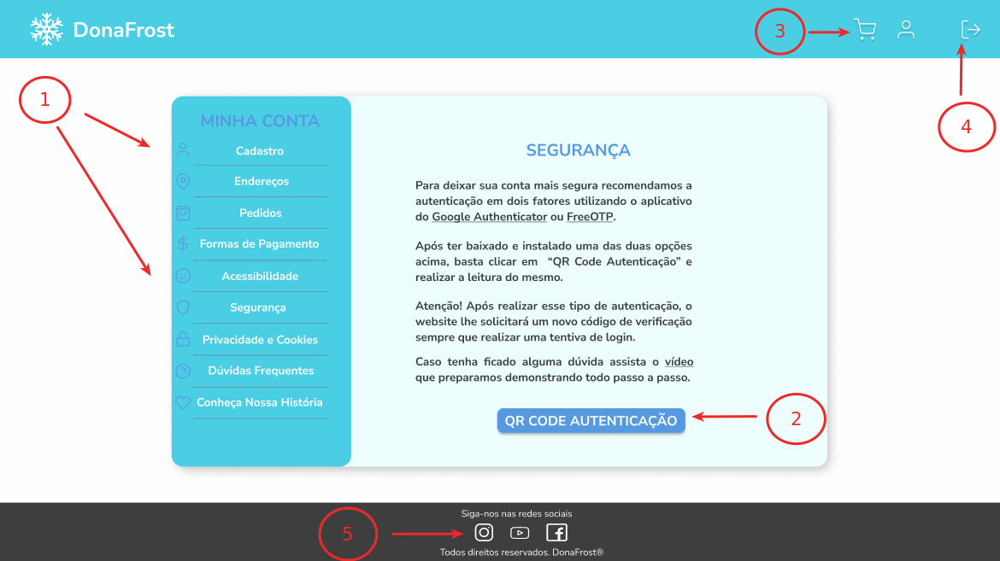 DonaFrost
3
1
4
MINHA CONTA
Cadastro
Endereços
Pedidos
Formas de Pagamento
Acessibilidade
Segurança
Privacidade e Cookies
Dúvidas Frequentes
Conheça Nossa História
SEGURANÇA
Para deixar sua conta mais segura recomendamos a
autenticação em dois fatores utilizando o aplicativo
do Google Authenticator ou FreeOTP.
Após ter baixado e instalado uma das duas opções
acima, basta clicar em “QR Code Autenticação” e
realizar a leitura do mesmo.
Atenção! Após realizar esse tipo de autenticação, o
website lhe solicitará um novo código de verificação
sempre que realizar uma tentiva de login.
Caso tenha ficado alguma dúvida assista o vídeo
que preparamos demonstrando todo passo a passo.
QR CODE AUTENTICAÇÃO
2
5
Siga-nos nas redes sociais
Todos direitos reservados. DonaFrost®